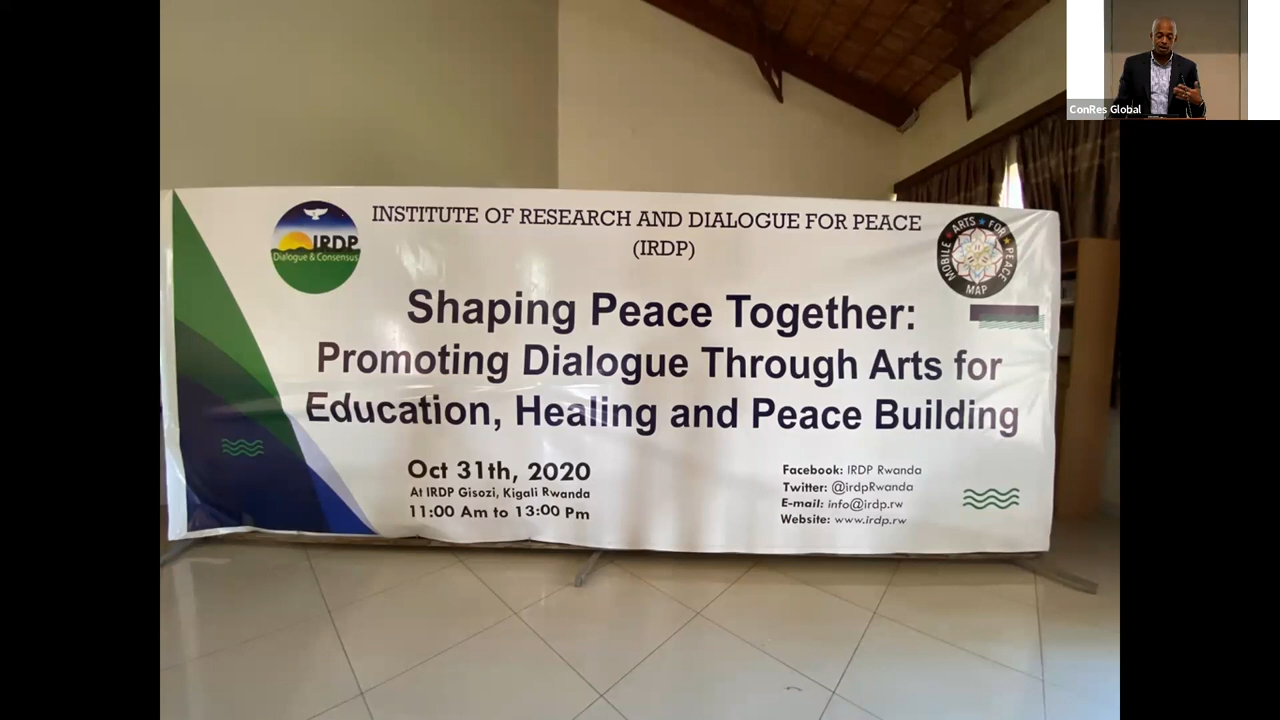 ConRes Global
INSTITUTE OF RESEARCH AND DIALOGUE FOR PEACE
(IRDP)
IRDP
Dialogue & Consensus
MOBILE ARTS FOR PEACE
MAP
Shaping Peace Together:
Promoting Dialogue Through Arts for
Education, Healing and Peace Building
Oct 31th, 2020
At IRDP Gisozi, Kigali Rwanda
11:00 Am to 13:00 Pm
Facebook: IRDP Rwanda
Twitter: @irdpRwanda
E-mail: info@irdp.rw
Website: www.irdp.rw